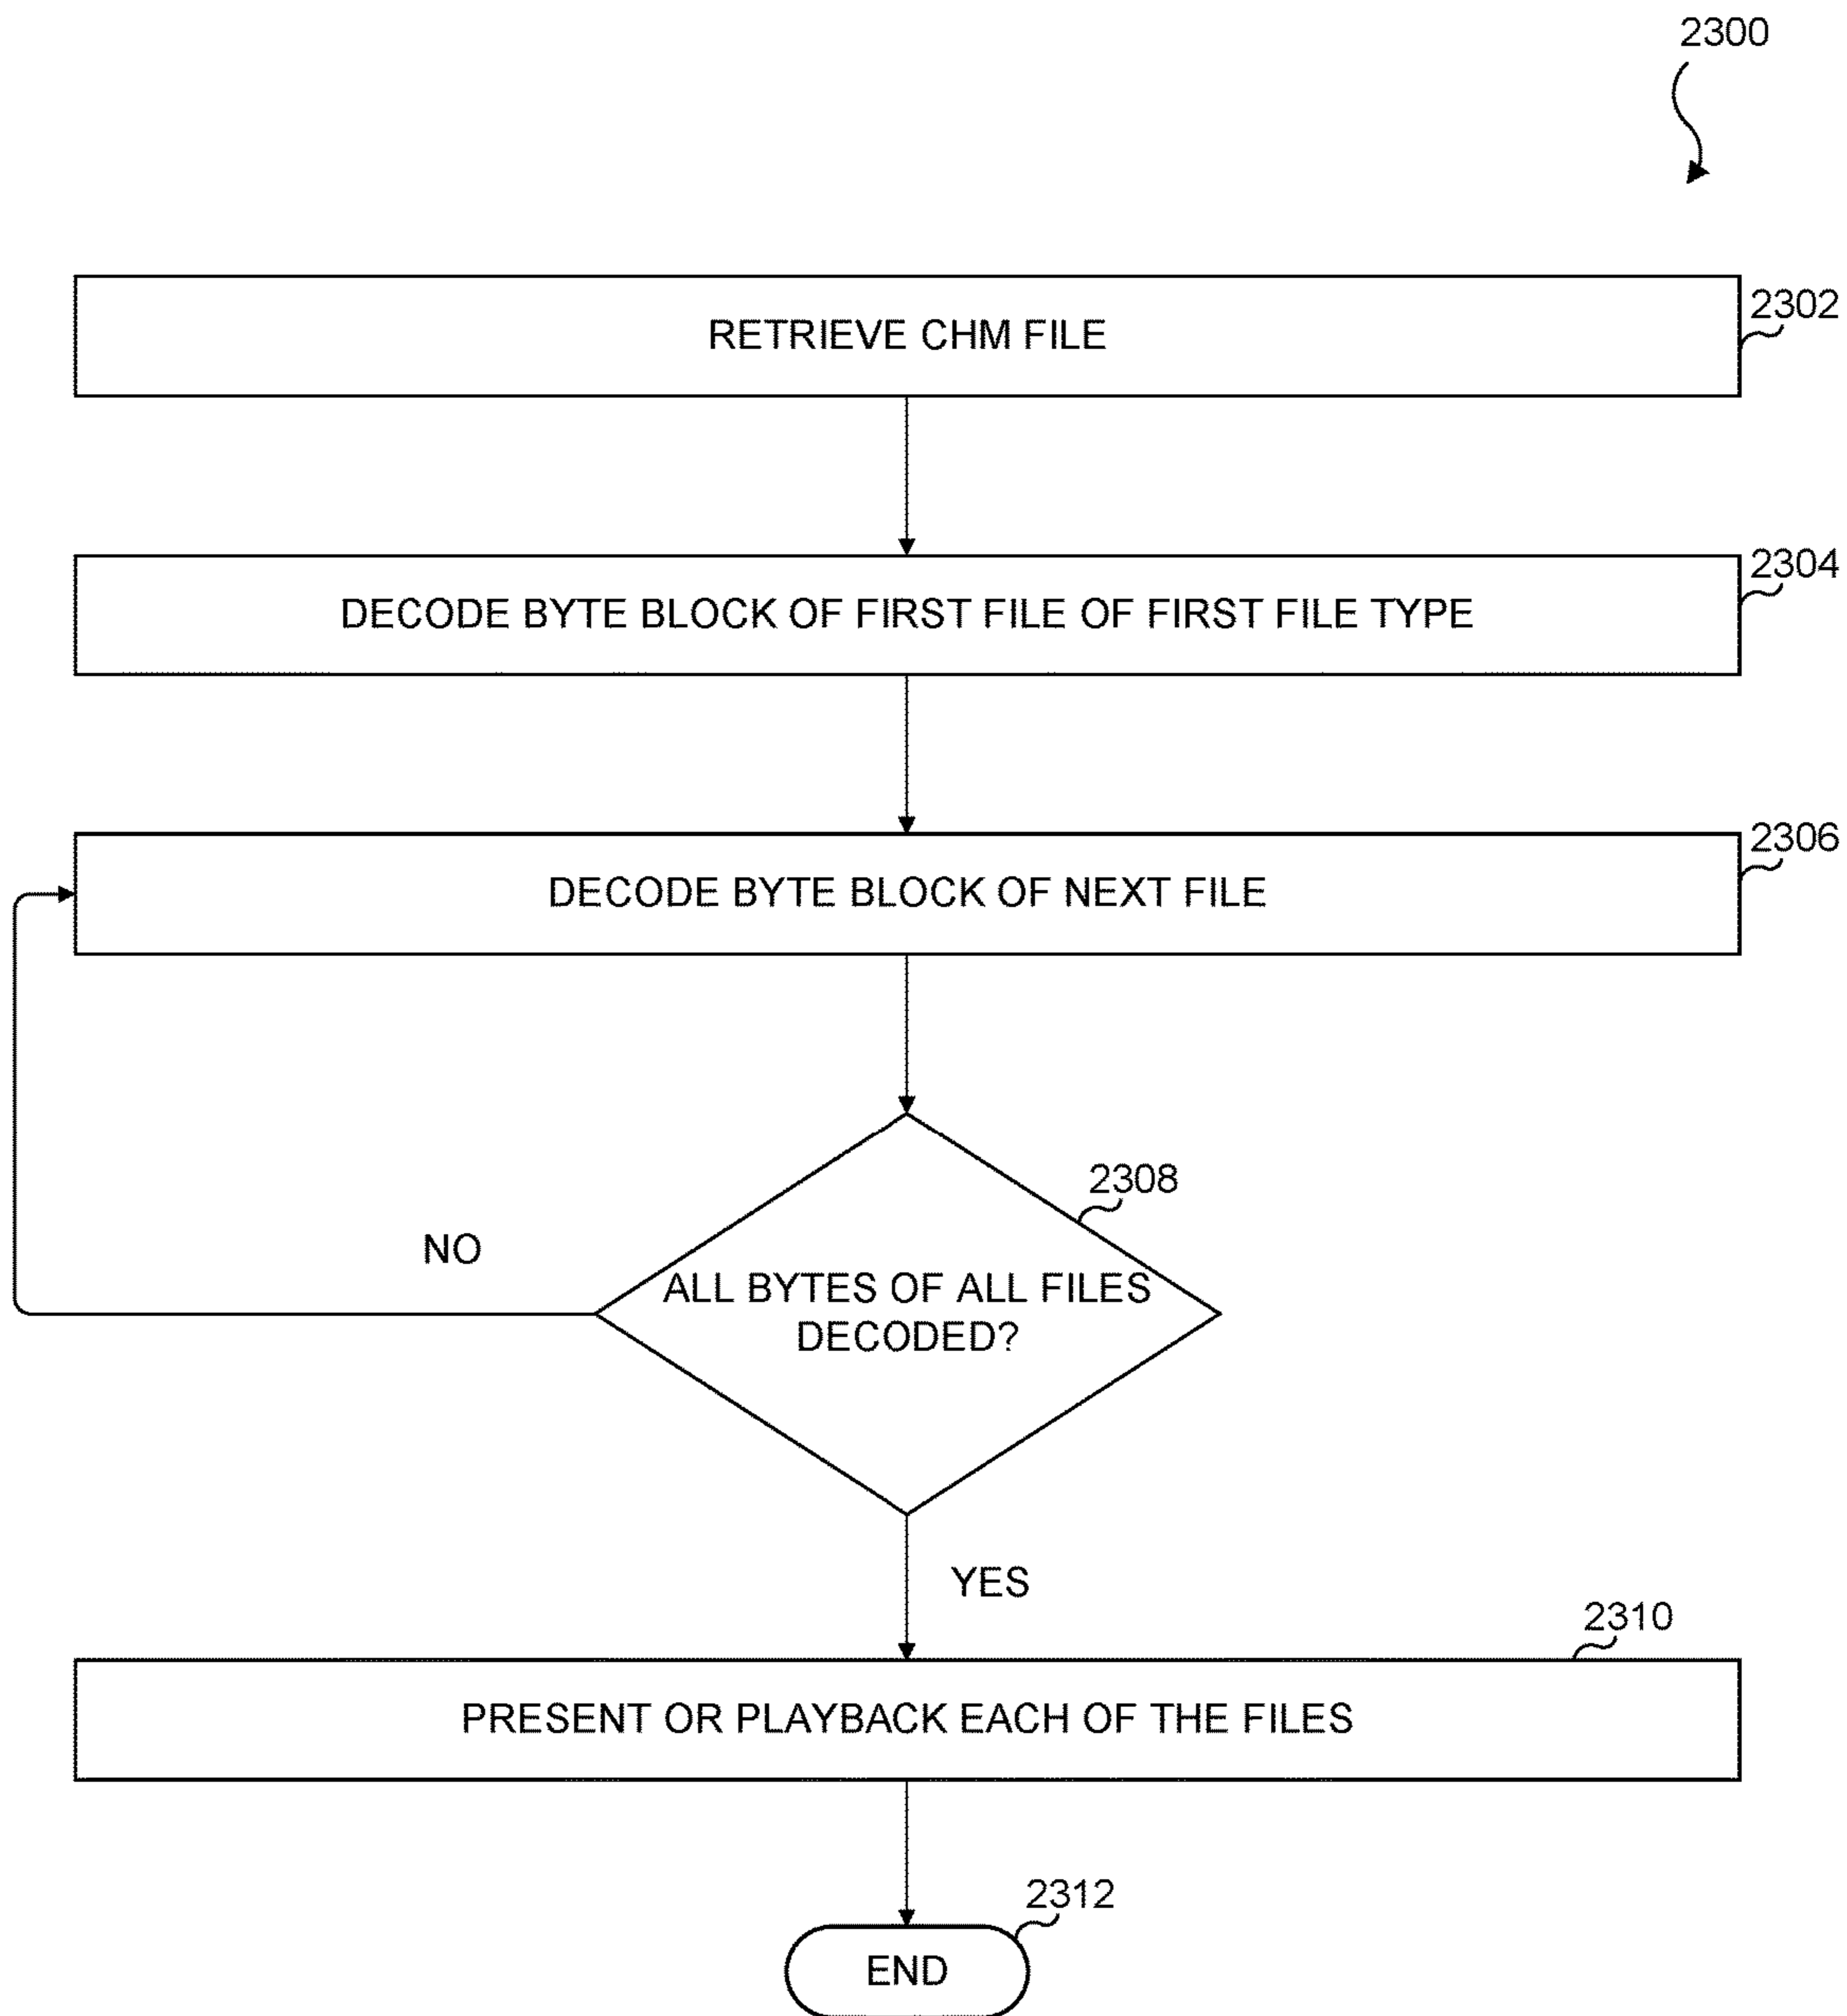 2300
RETRIEVE CHM FILE
2302
DECODE BYTE BLOCK OF FIRST FILE OF FIRST FILE TYPE
2304
DECODE BYTE BLOCK OF NEXT FILE
2306
2308
NO
ALL BYTES OF ALL FILES
DECODED?
YES
2310
PRESENT OR PLAYBACK EACH OF THE FILES
2312
END